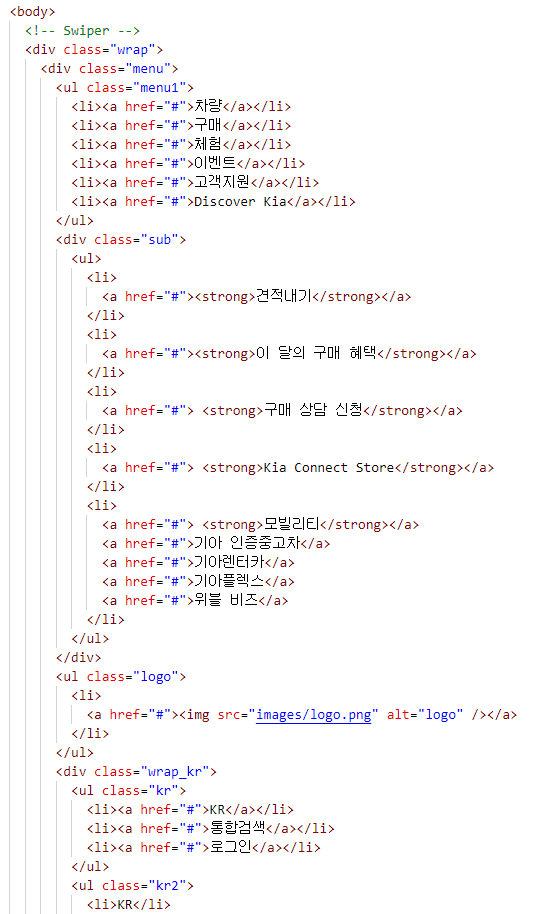 <body>
<!-- Swiper -->
<div class="wrap">
<div class="menu">
<ul class="menu1">
<li><a href="#">차량</a></li>
<li><a href="#">구매</a></li>
<li><a href="#">체험</a></li>
<li><a href="#">이벤트</a></li>
<li><a href="#">고객지원</a></li>
<li><a href="#">Discover Kia</a></li>
</ul>
<div class="sub">
<ul>
<li>
<a href="#"><strong>견적내기</strong></a>
</li>
<li>
<a href="#"><strong>이 달의 구매 혜택</strong></a>
</li>
<li>
<a href="#"> <strong>구매 상담 신청</strong></a>
</li>
<li>
<a href="#"> <strong>Kia Connect Store</strong></a>
</li>
<li>
<a href="#"> <strong>모빌리티</strong></a>
<a href="#">기아 인증중고차</a>
<a href="#">기아렌터카</a>
<a href="#">기아플렉스</a>
<a href="#">위블 비즈</a>
</li>
</ul>
</div>
<ul class="logo">
<li>
<a href="#"><img src="images/logo.png" alt="logo" /></a>
</li>
</ul>
<div class="wrap_kr">
<ul class="kr">
<li><a href="#">KR</a></li>
<li><a href="#">통합검색</a></li>
<li><a href="#">로그인</a></li>
</ul>
<ul class="kr2">
<li>KR</li>